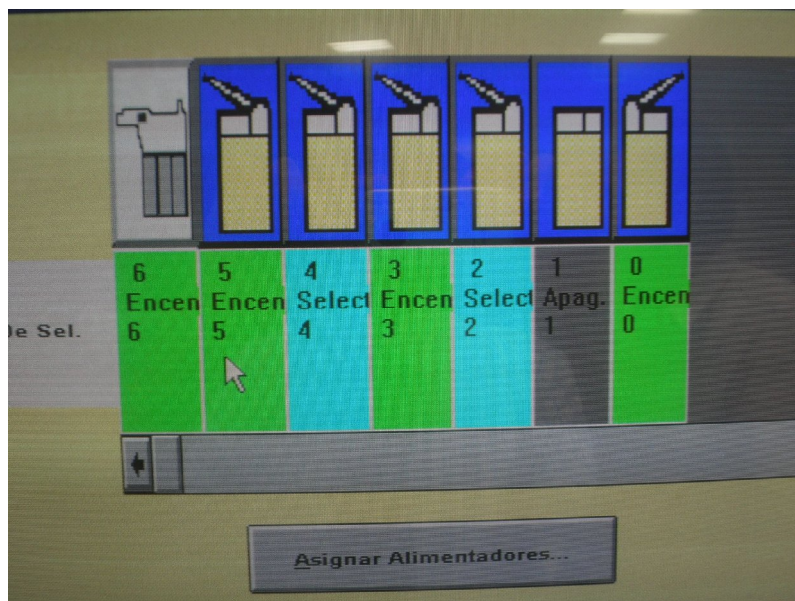 6 5 4 3 2 1 0
Encen Encen Select Encen Select Apag. Encen
6 5 4 3 2 1 0
De Sel.
Asignar Alimentadores...